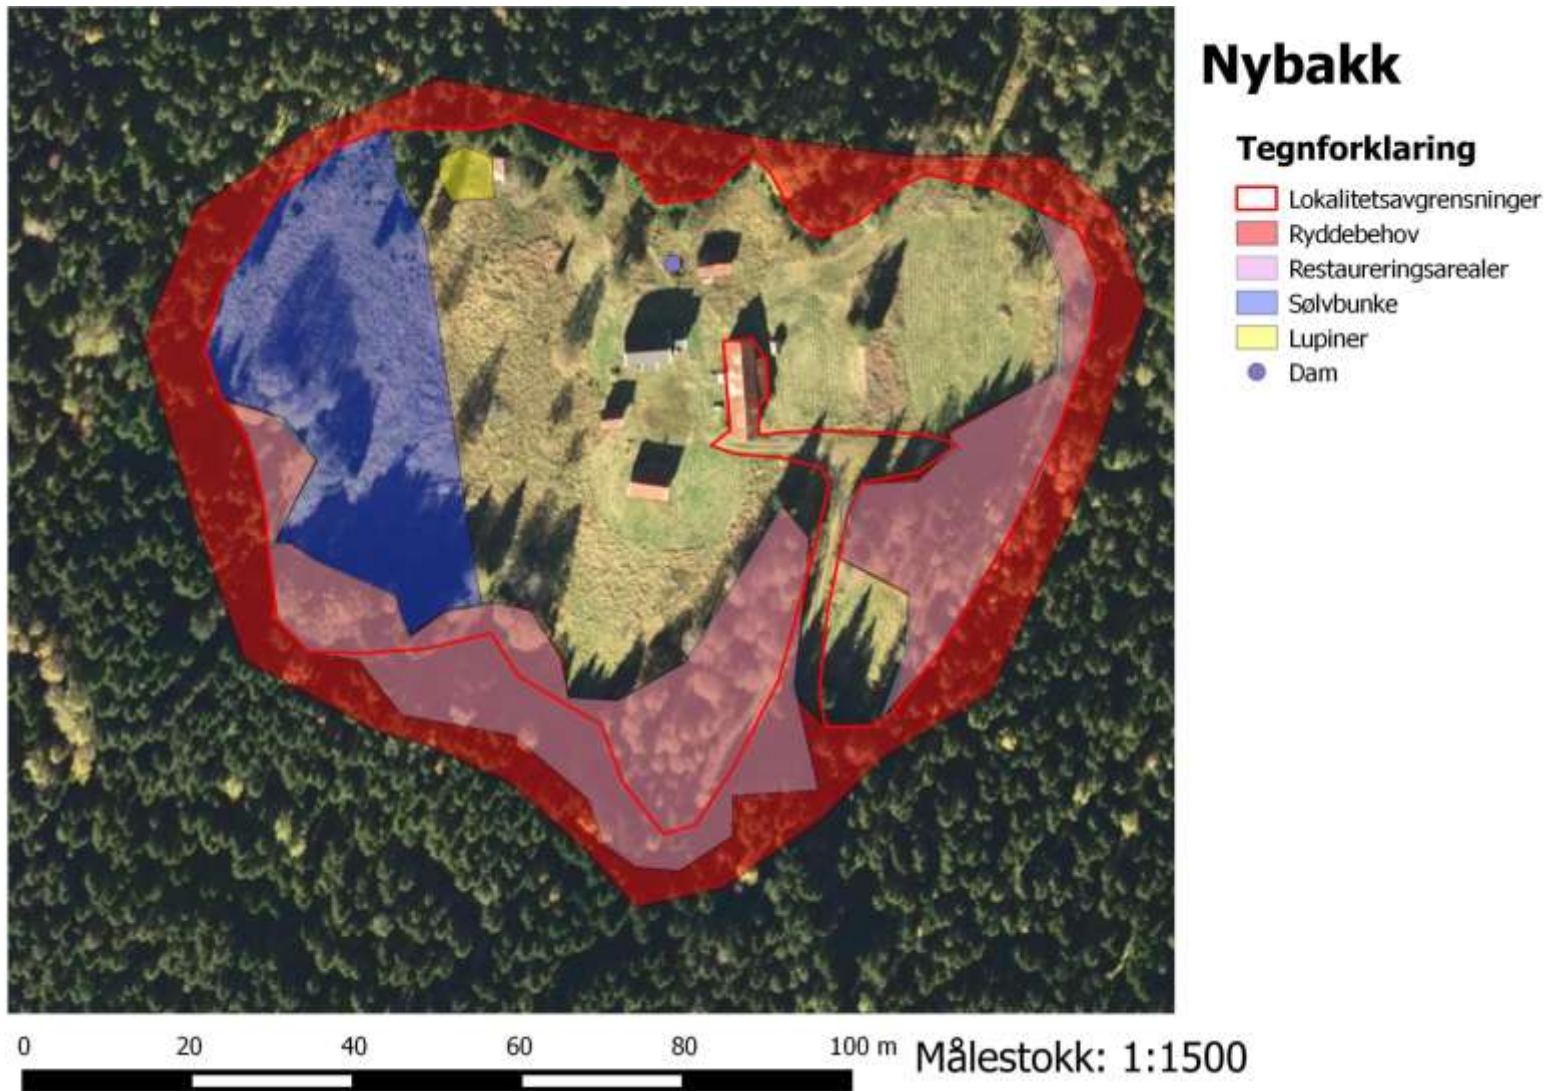 Nybakk
Tegnforklaring
Lokalitetsavgrensninger
Ryddebehov
Restaureringsarealer
Sølvbunke
Lupiner
Dam
0 20 40 60 80 100 m
Målestokk: 1:1500